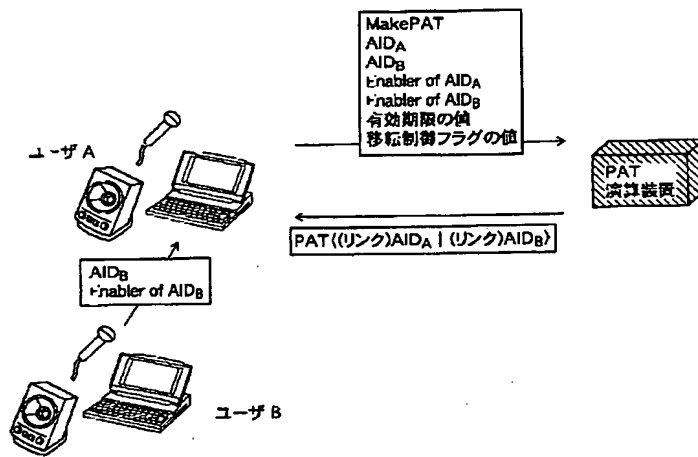 MakePAT
AIDA
AIDB
Enabler of AIDA
Enabler of AIDB
有効期限の値
移転制御フラグの値
ユーザ A
PAT
演算装置
PAT〈(リンク)AIDA | (リンク)AIDB〉
AIDB
Enabler of AIDB
ユーザ B